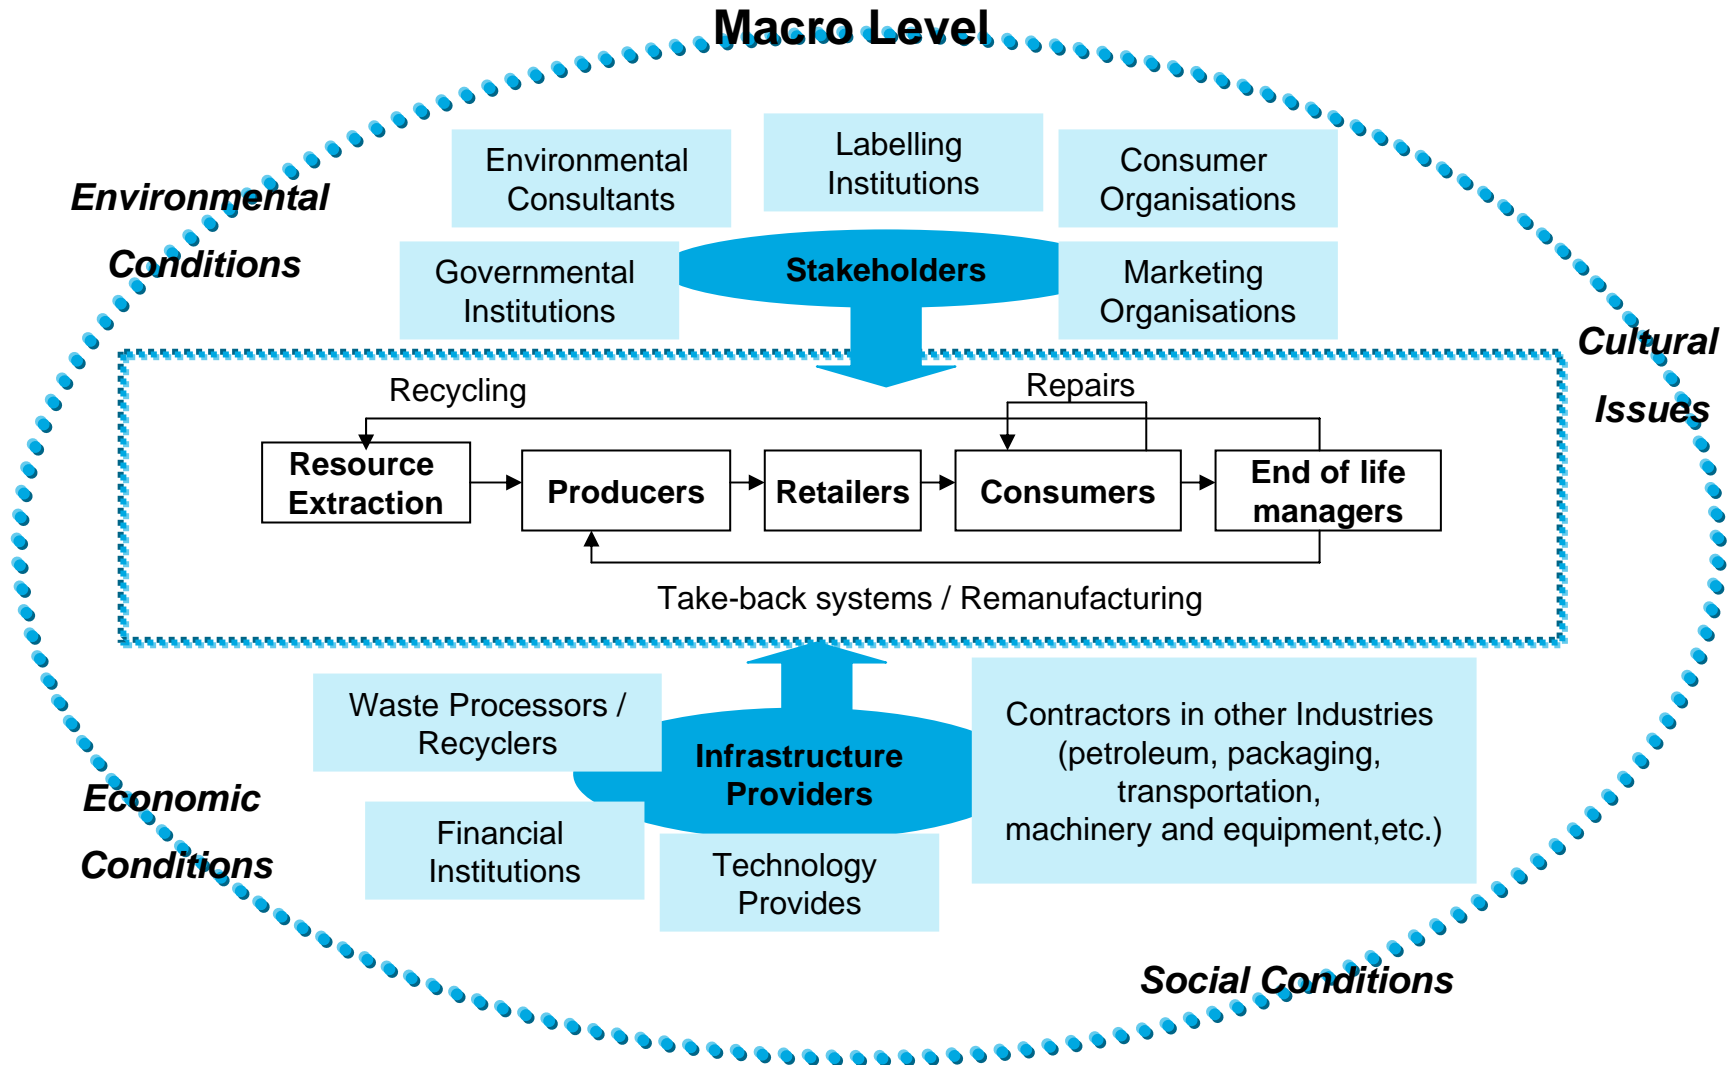 Macro Level
Environmental
Consultants
Labelling
Institutions
Consumer
Organisations
Environmental
Conditions
Governmental
Institutions
Stakeholders
Marketing
Organisations
Cultural
Issues
Recycling
Repairs
Resource
Extraction
Producers
Retailers
Consumers
End of life
managers
Take-back systems / Remanufacturing
Waste Processors /
Recyclers
Infrastructure
Providers
Contractors in other Industries
(petroleum, packaging,
transportation,
machinery and equipment,etc.)
Economic
Conditions
Financial
Institutions
Technology
Provides
Social Conditions